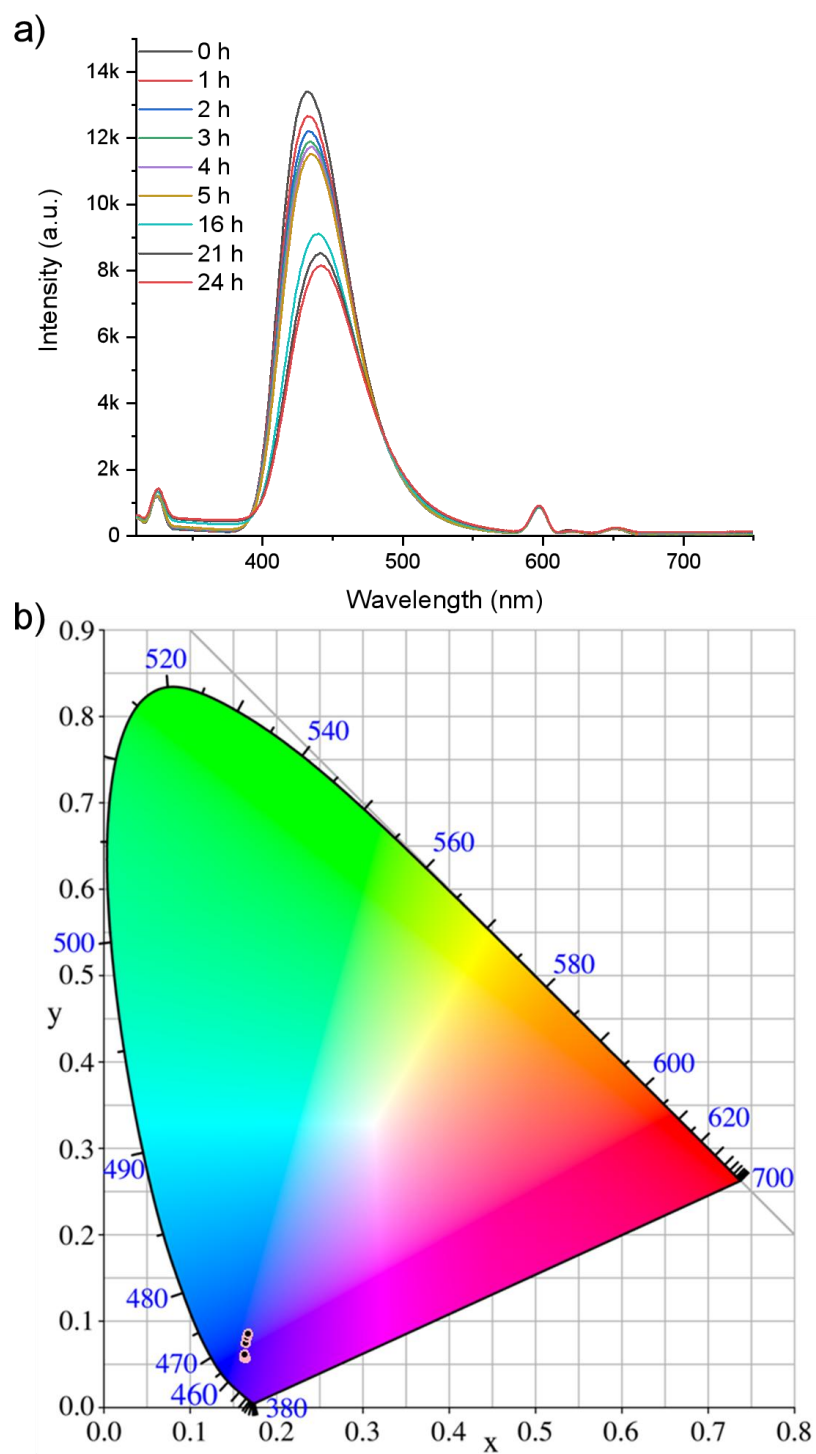 a)
0 h
1 h
2 h
3 h
4 h
5 h
16 h
21 h
24 h
14k
12k
10k
8k
6k
4k
2k
0
Intensity (a.u.)
400 500 600 700
Wavelength (nm)
b)
0.9
0.8
0.7
0.6
0.5
0.4
0.3
0.2
0.1
0.0
y
520
540
560
580
600
620
700
500
490
480
470
460
380
0.0 0.1 0.2 0.3 0.4 0.5 0.6 0.7 0.8
x